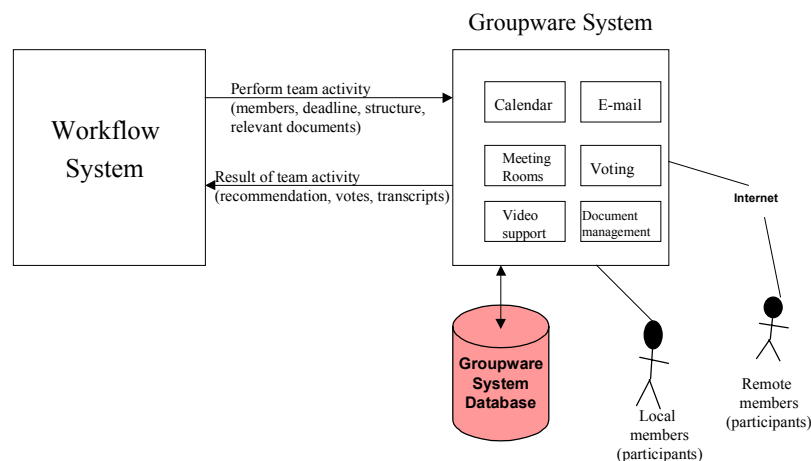 Groupware System
Workflow
System
Perform team activity
(members, deadline, structure,
relevant documents)
Result of team activity
(recommendation, votes, transcripts)
Calendar
E-mail
Meeting
Rooms
Voting
Video
support
Document
management
Internet
Groupware
System
Database
Local
members
(participants)
Remote
members
(participants)